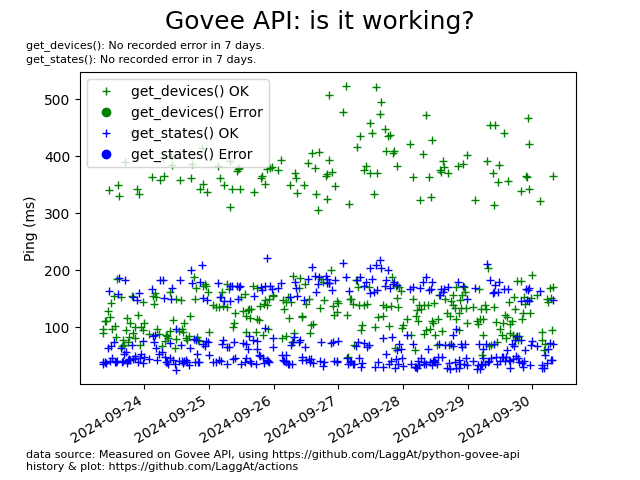 Govee API: is it working?
get_devices(): No recorded error in 7 days.
get_states(): No recorded error in 7 days.
get_devices() OK
get_devices() Error
get_states() OK
get_states() Error
500
400
300
200
100
Ping (ms)
2024-09-24
2024-09-25
2024-09-26
2024-09-27
2024-09-28
2024-09-29
2024-09-30
data source: Measured on Govee API, using https://github.com/LaggAt/python-govee-api
history & plot: https://github.com/LaggAt/actions